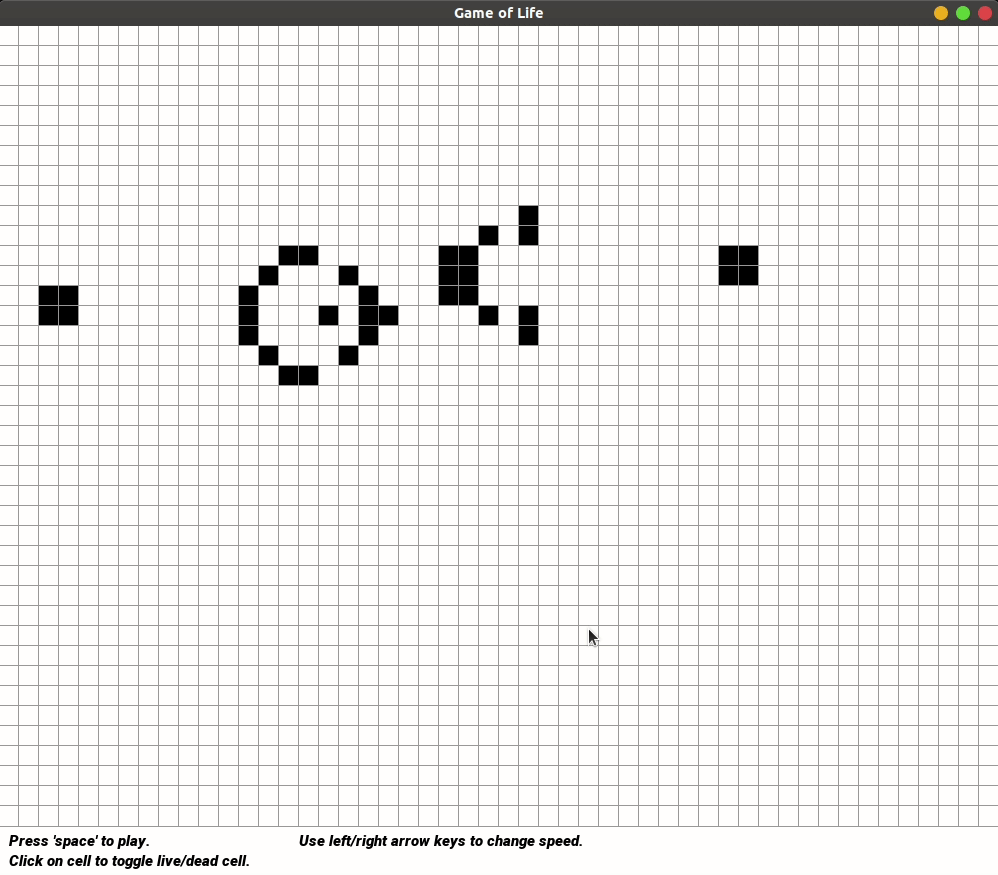 Game of Life
Press 'space' to play.
Use left/right arrow keys to change speed.
Click on cell to toggle live/dead cell.